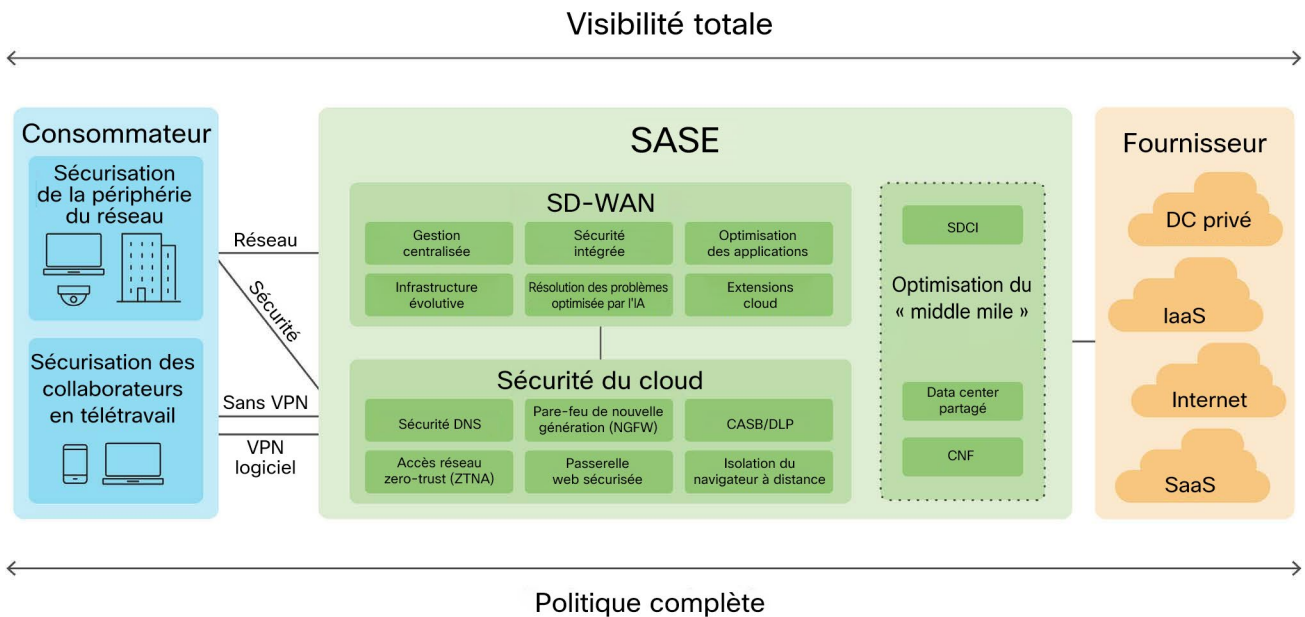 Visibilité totale
Consommateur
Sécurisation
de la périphérie
du réseau
Sécurisation des
collaborateurs
en télétravail
Réseau
Sécurité
Sans VPN
VPN
logiciel
SASE
SD-WAN
Gestion
centralisée
Sécurité
intégrée
Optimisation
des applications
Infrastructure
évolutive
Résolution des problèmes
optimisée par l'IA
Extensions
cloud
Sécurité du cloud
Sécurité DNS
Pare-feu de nouvelle
génération (NGFW)
CASB/DLP
Accès réseau
zero-trust (ZTNA)
Passerelle
web sécurisée
Isolation du
navigateur à distance
SDCI
Optimisation du
« middle mile »
Data center
partagé
CNF
Fournisseur
DC privé
IaaS
Internet
SaaS
Politique complète